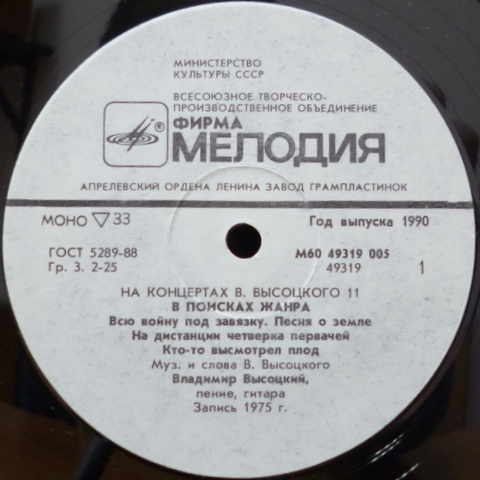 МИНИСТЕРСТВО
КУЛЬТУРЫ СССР
ВСЕСОЮЗНОЕ ТВОРЧЕСКО-
ПРОИЗВОДСТВЕННОЕ ОБЪЕДИНЕНИЕ
ФИРМА
® МЕЛОДИЯ
АПРЕЛЕВСКИЙ ОРДЕНА ЛЕНИНА ЗАВОД ГРАМПЛАСТИНОК
МОНО ▽ 33 Год выпуска 1990
ГОСТ 5289-88 М60 49319 005
Гр. 3. 2-25 49319 1
НА КОНЦЕРТАХ В. ВЫСОЦКОГО 11
В ПОИСКАХ ЖАНРА
Всю войну под завязку. Песня о земле
На дистанции четверка первачей
Кто-то высмотрел плод
Муз. и слова В. Высоцкого
Владимир Высоцкий,
пение, гитара
Запись 1975 г.